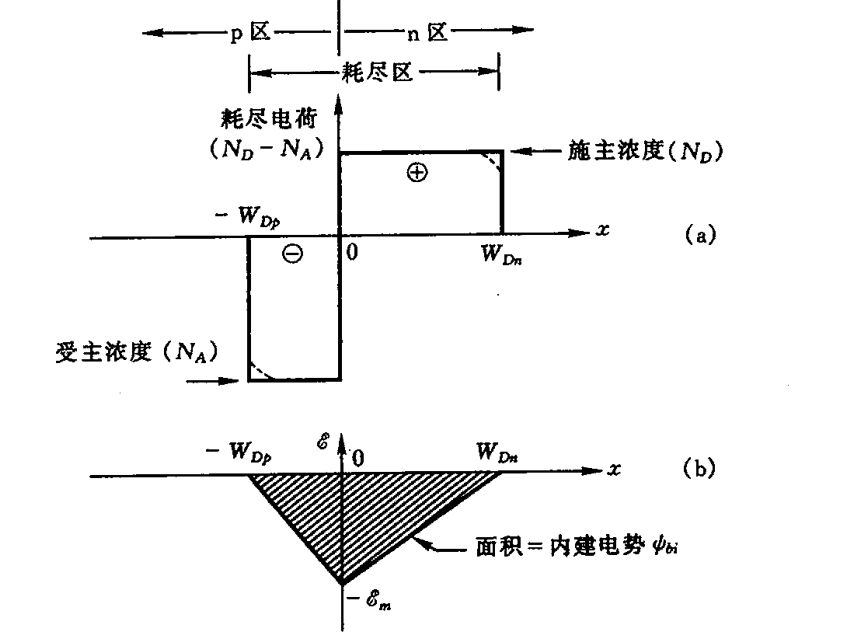 p 区 n 区
耗尽区
耗尽电荷
(N_D − N_A)
施主浓度(N_D)
⊕
− W_Dp
x
(a)
⊖
0
W_Dn
受主浓度 (N_A)
− W_Dp
ℰ
0
W_Dn
x
(b)
面积 = 内建电势 ψ_bi
− ℰ_m